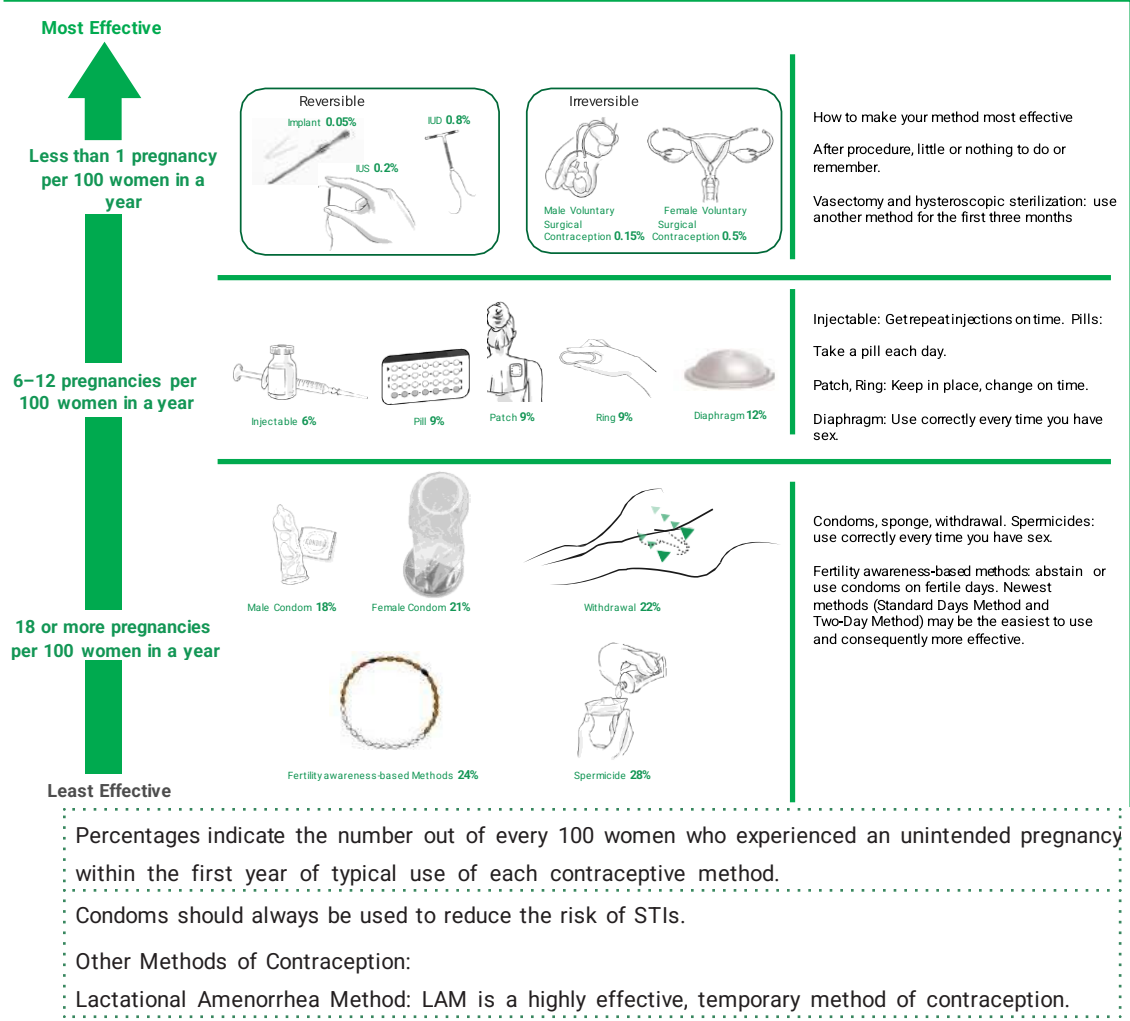 Most Effective
Less than 1 pregnancy
per 100 women in a
year
Reversible
Implant 0.05%
IUD 0.8%
IUS 0.2%
Irreversible
Male Voluntary
Surgical
Contraception 0.15%
Female Voluntary
Surgical
Contraception 0.5%
How to make your method most effective
After procedure, little or nothing to do or
remember.
Vasectomy and hysteroscopic sterilization: use
another method for the first three months
6–12 pregnancies per
100 women in a year
Injectable 6%
Pill 9%
Patch 9%
Ring 9%
Diaphragm 12%
Injectable: Get repeat injections on time. Pills:
Take a pill each day.
Patch, Ring: Keep in place, change on time.
Diaphragm: Use correctly every time you have
sex.
18 or more pregnancies
per 100 women in a year
Male Condom 18%
Female Condom 21%
Withdrawal 22%
Fertility awareness-based Methods 24%
Spermicide 28%
Condoms, sponge, withdrawal. Spermicides:
use correctly every time you have sex.
Fertility awareness-based methods: abstain or
use condoms on fertile days. Newest
methods (Standard Days Method and
Two-Day Method) may be the easiest to use
and consequently more effective.
Least Effective
Percentages indicate the number out of every 100 women who experienced an unintended pregnancy
within the first year of typical use of each contraceptive method.
Condoms should always be used to reduce the risk of STIs.
Other Methods of Contraception:
Lactational Amenorrhea Method: LAM is a highly effective, temporary method of contraception.